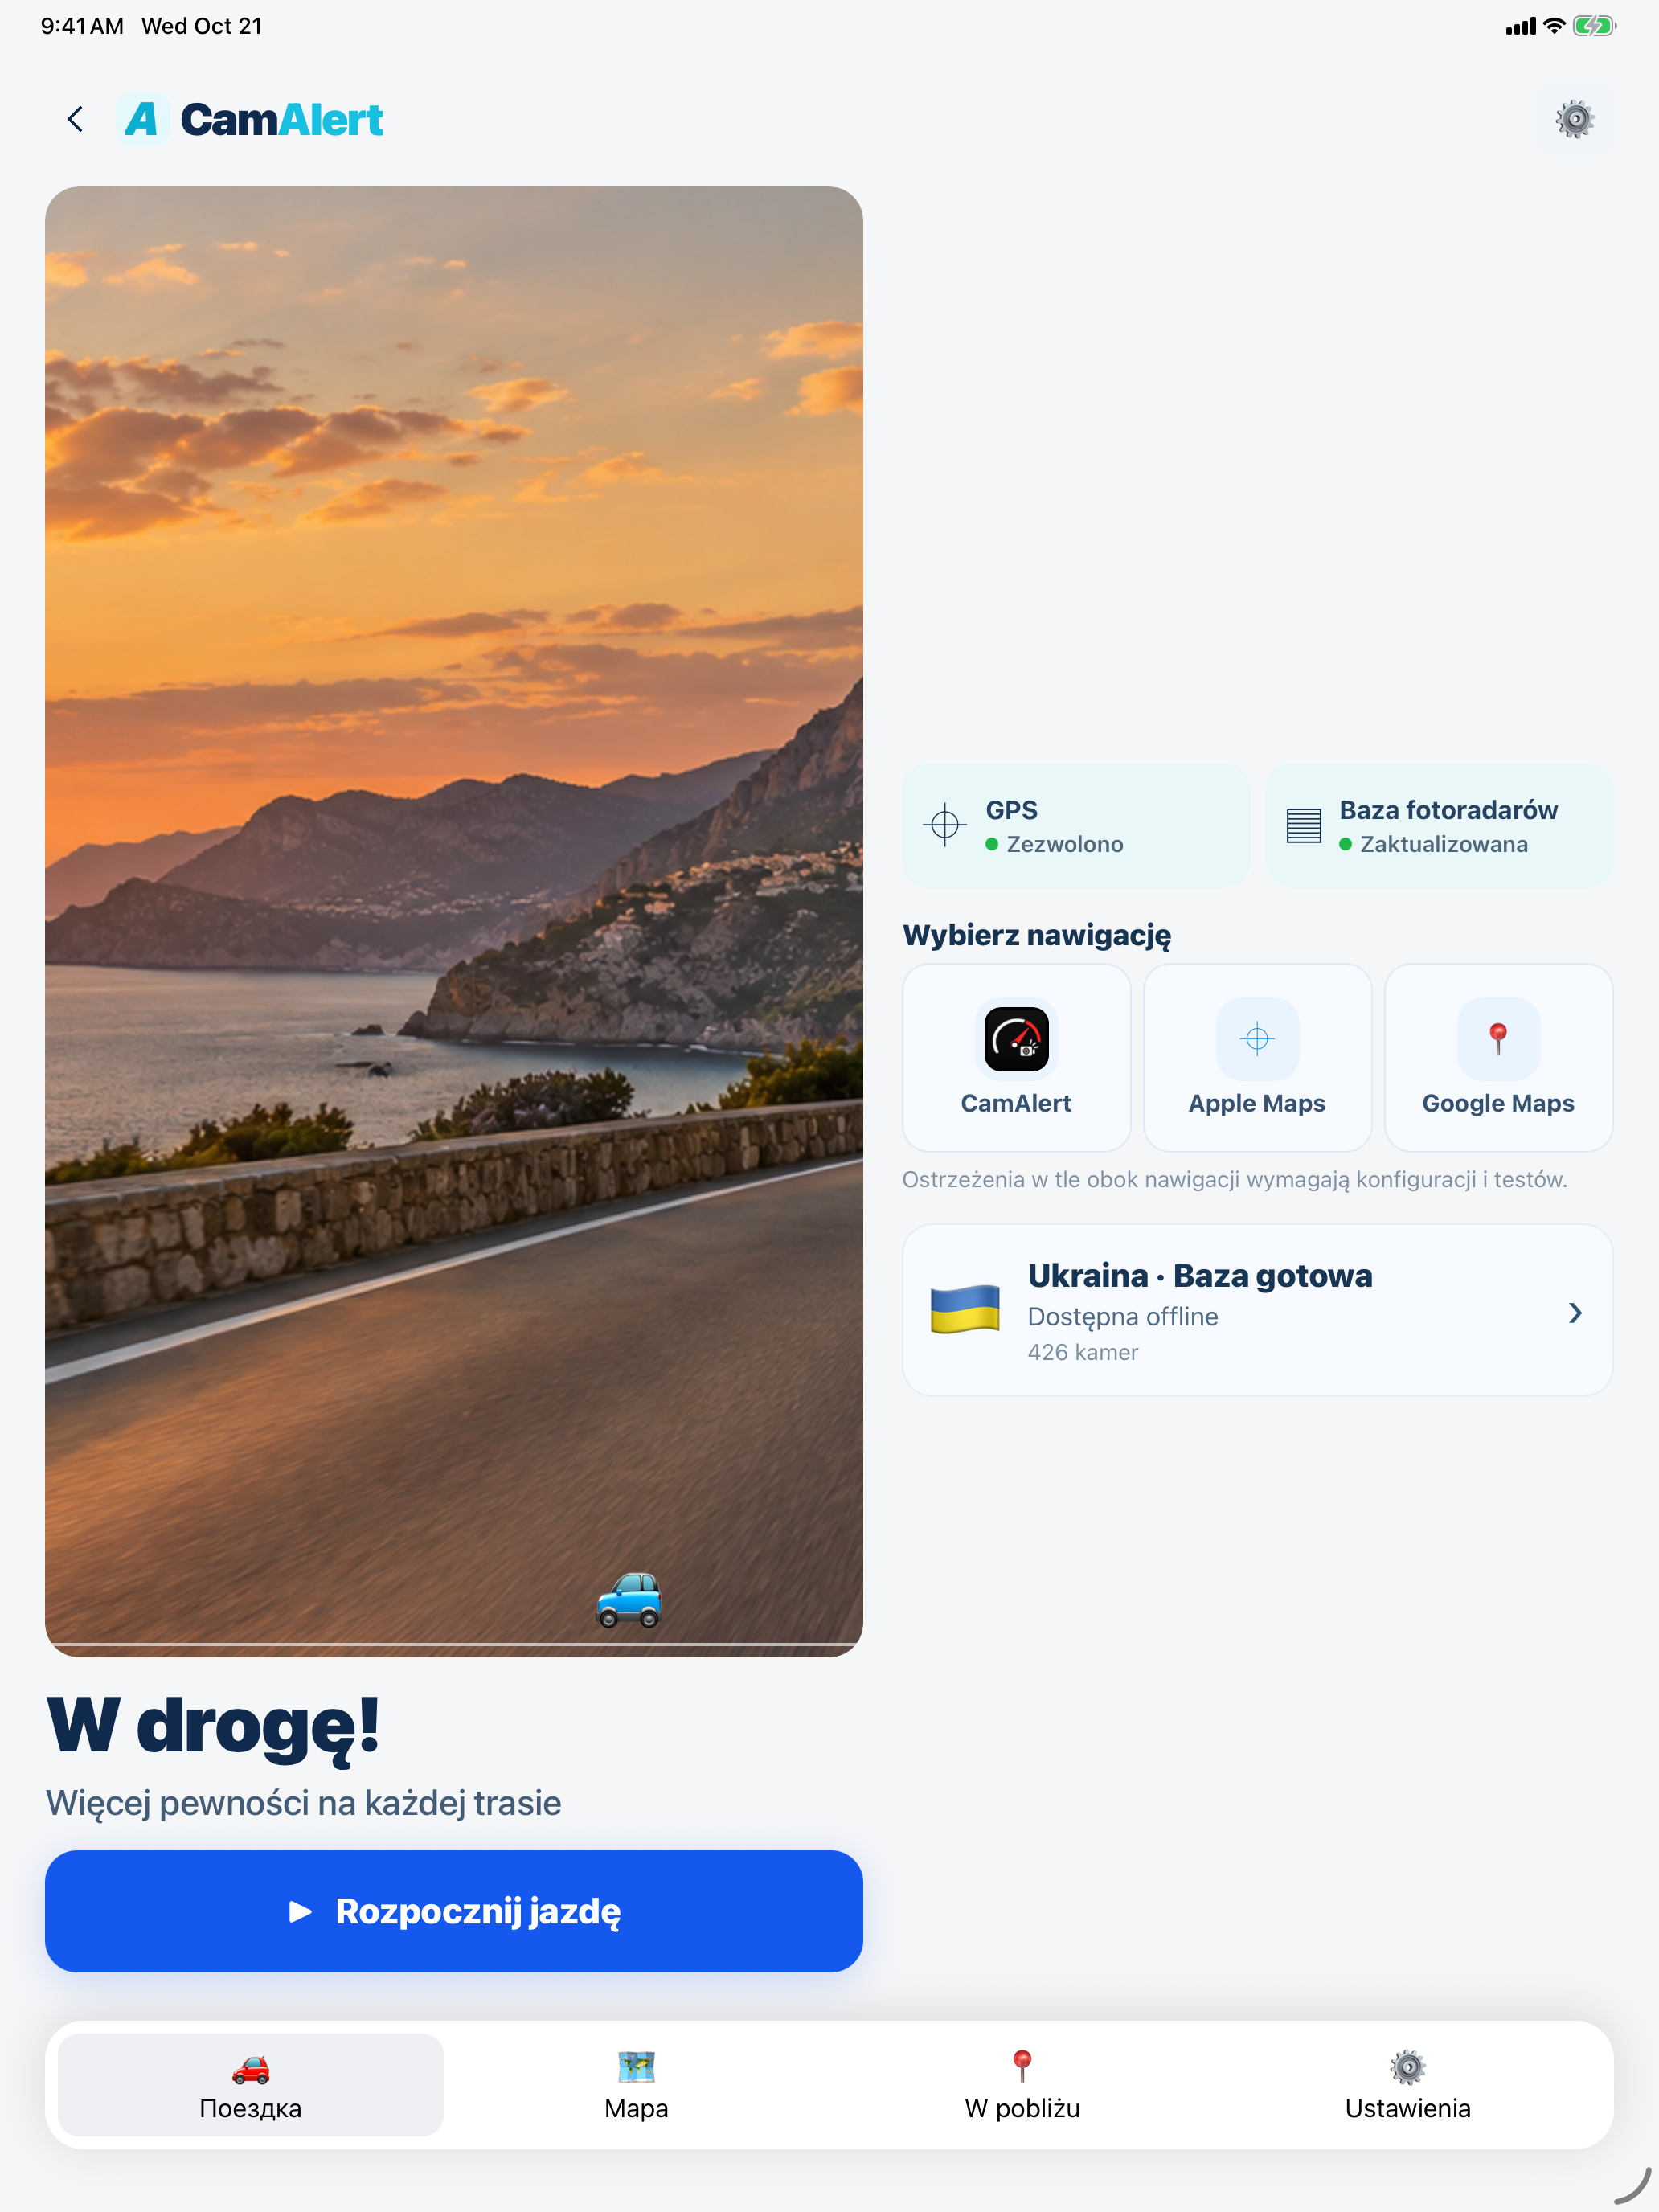 9:41 AM Wed Oct 21
A CamAlert
GPS
Zezwolono
Baza fotoradarów
Zaktualizowana
Wybierz nawigację
CamAlert
Apple Maps
Google Maps
Ostrzeżenia w tle obok nawigacji wymagają konfiguracji i testów.
Ukraina · Baza gotowa
Dostępna offline
426 kamer
W drogę!
Więcej pewności na każdej trasie
Rozpocznij jazdę
Поездка
Mapa
W pobliżu
Ustawienia